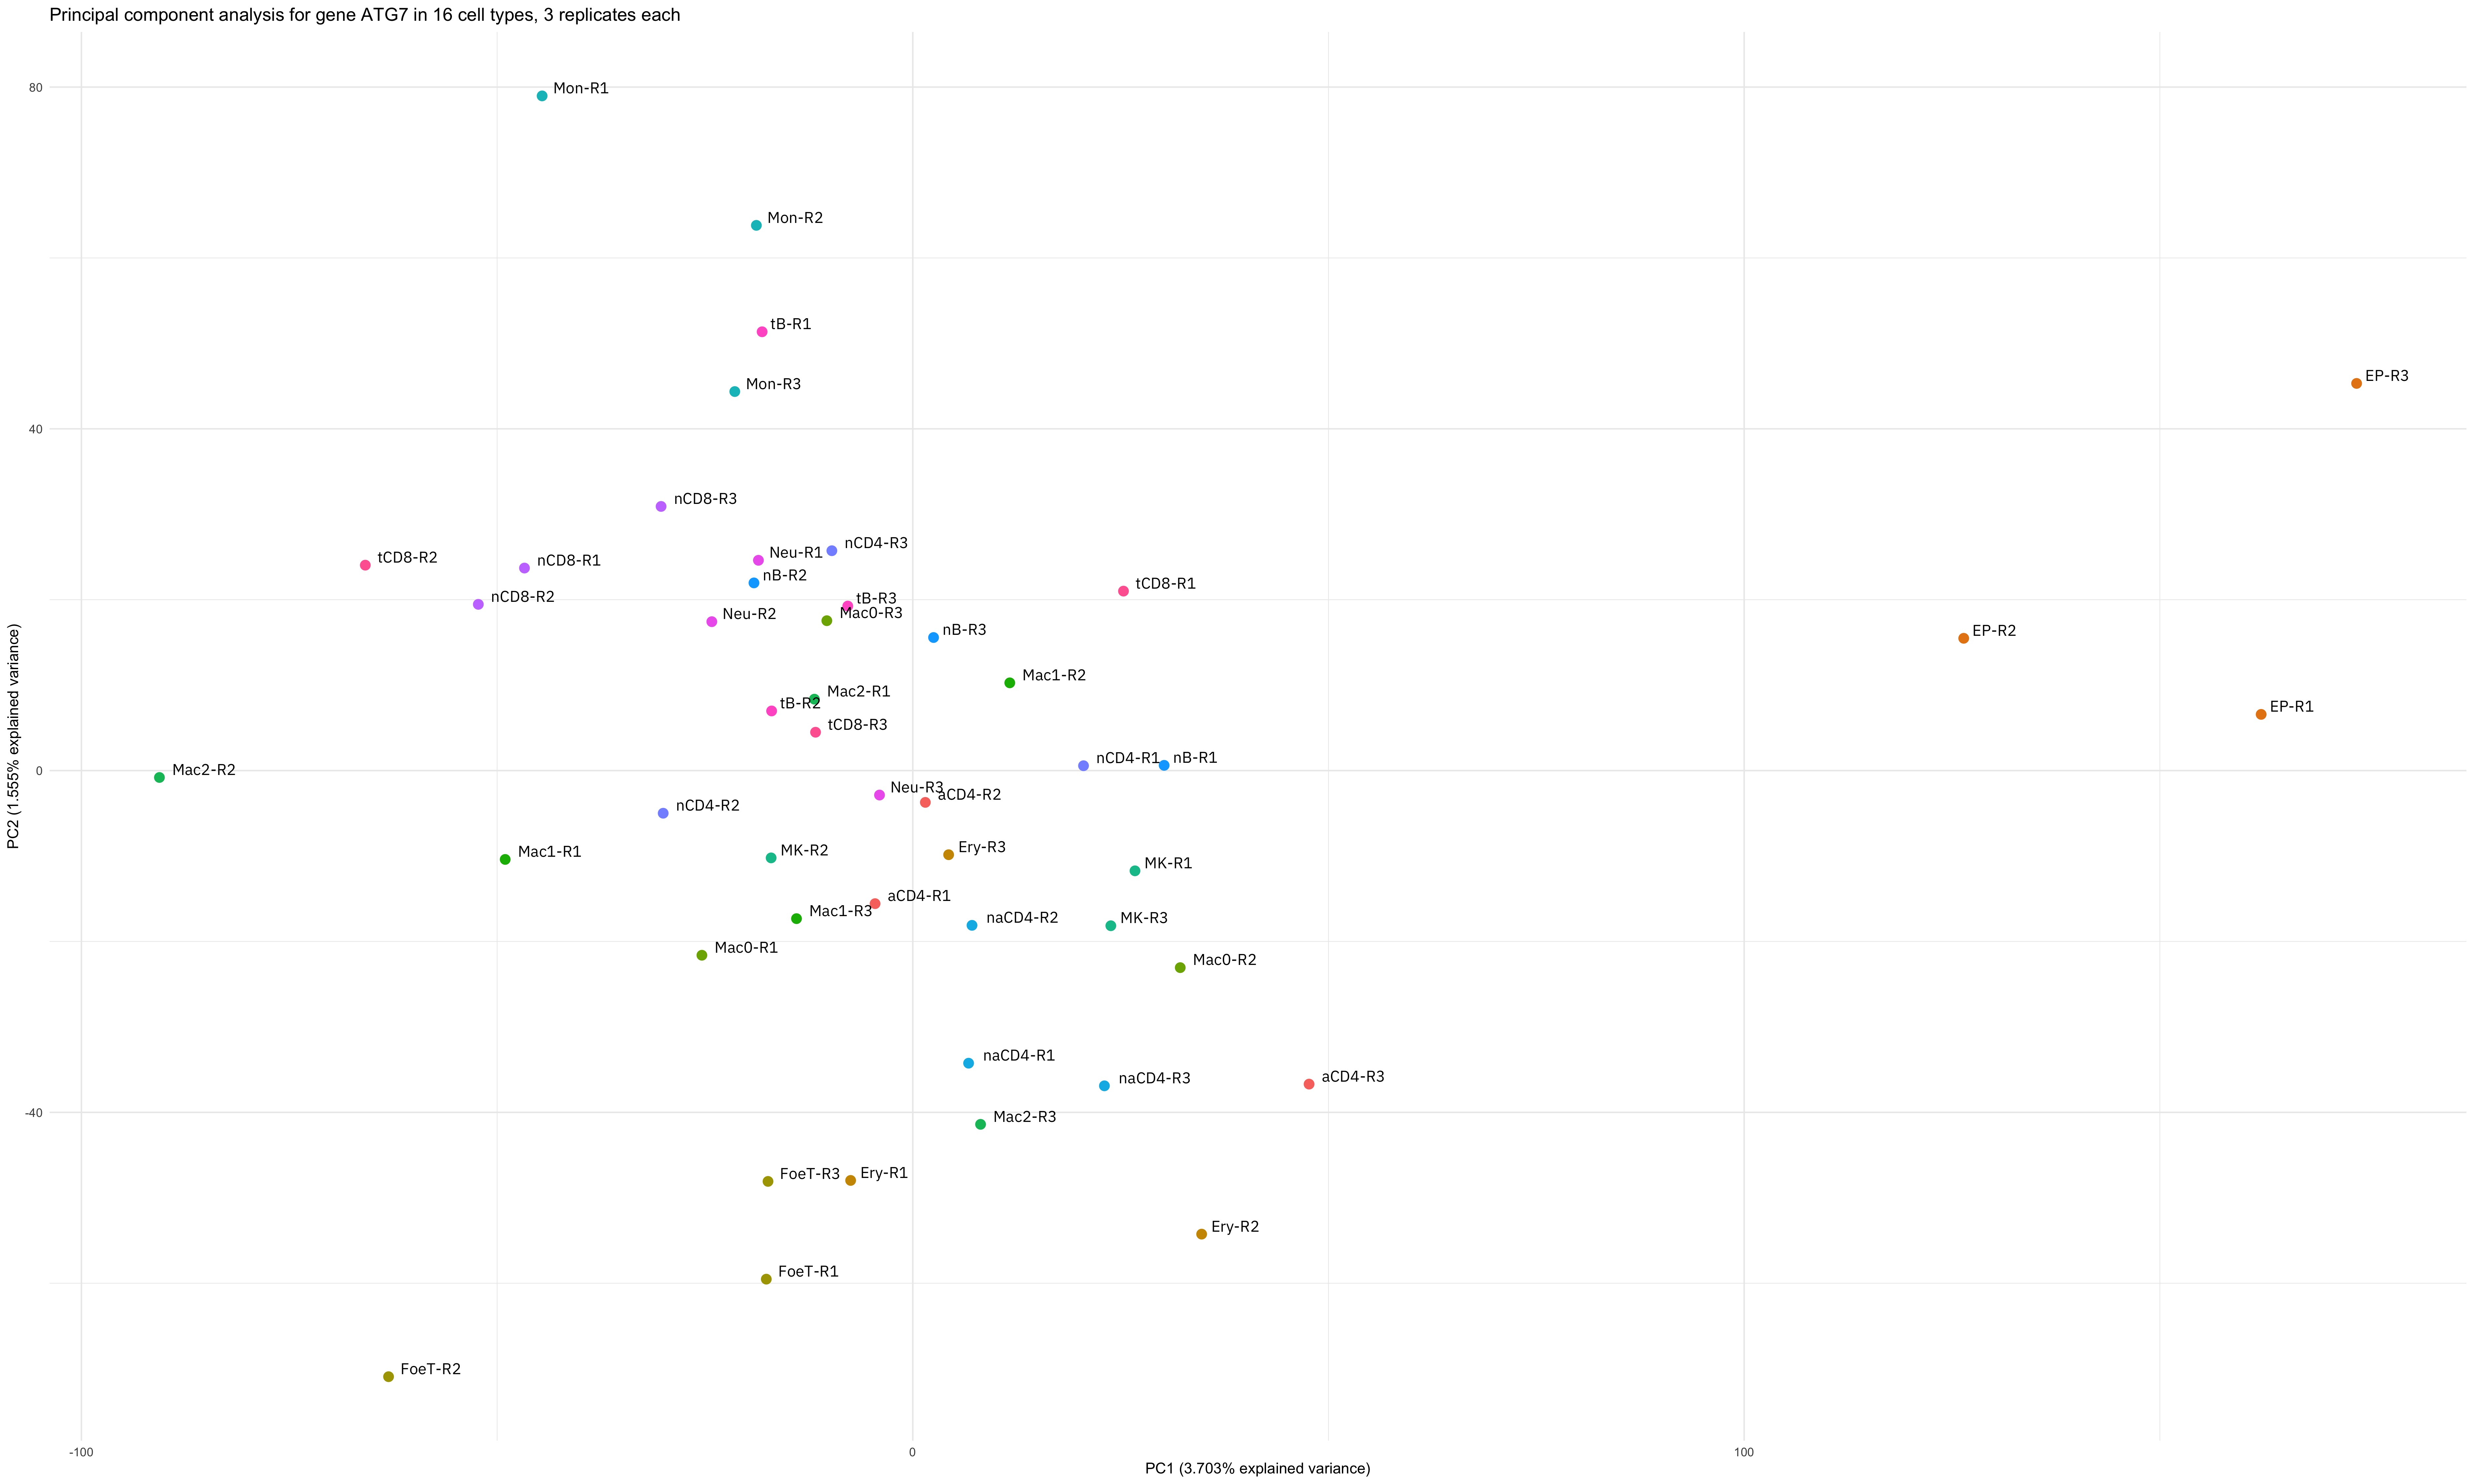 Principal component analysis for gene ATG7 in 16 cell types, 3 replicates each
80
Mon-R1
Mon-R2
tB-R1
Mon-R3
EP-R3
40
nCD8-R3
tCD8-R2
nCD8-R1
Neu-R1
nCD4-R3
nB-R2
tCD8-R1
nCD8-R2
tB-R3
Neu-R2
Mac0-R3
nB-R3
EP-R2
Mac1-R2
Mac2-R1
tB-R2
EP-R1
tCD8-R3
PC2 (1.555% explained variance)
nCD4-R1
nB-R1
0
Mac2-R2
Neu-R3
aCD4-R2
nCD4-R2
Mac1-R1
MK-R2
Ery-R3
MK-R1
aCD4-R1
Mac1-R3
naCD4-R2
MK-R3
Mac0-R1
Mac0-R2
naCD4-R1
naCD4-R3
aCD4-R3
-40
Mac2-R3
FoeT-R3
Ery-R1
Ery-R2
FoeT-R1
FoeT-R2
-100
0
100
PC1 (3.703% explained variance)